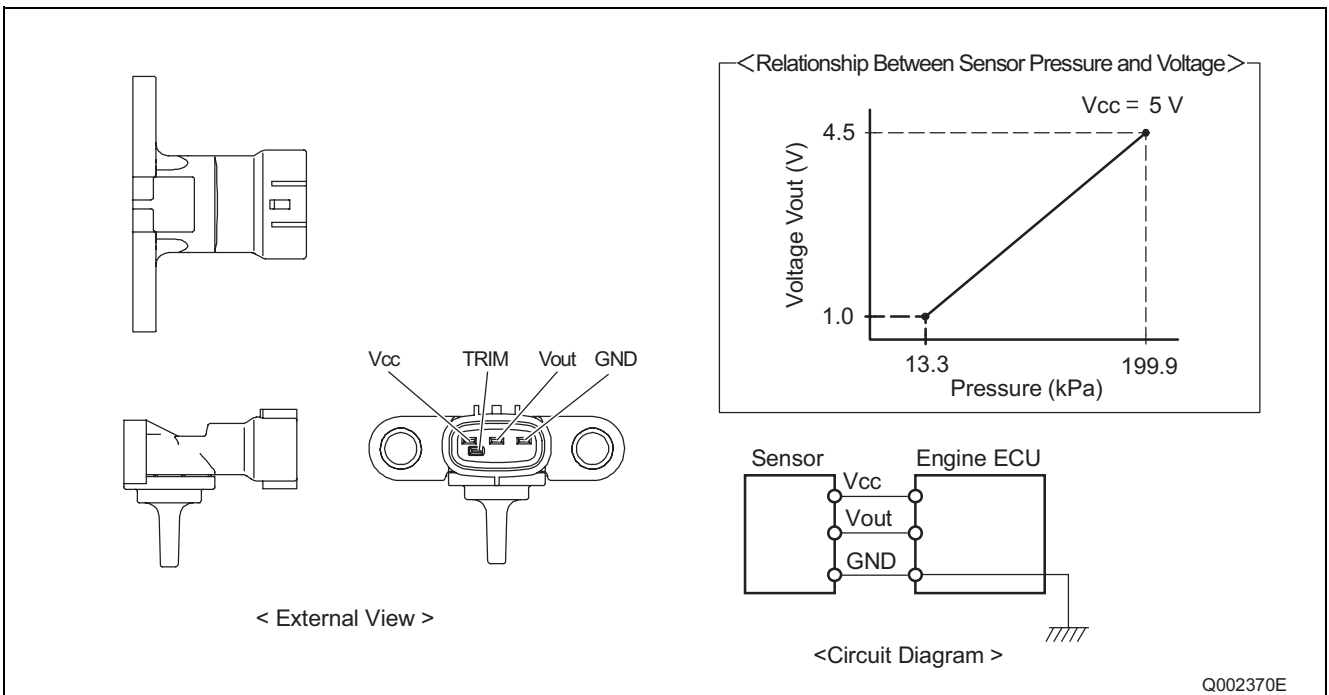 <Relationship Between Sensor Pressure and Voltage>
Vcc = 5 V
4.5
Voltage Vout (V)
1.0
13.3
199.9
Pressure (kPa)
Vcc TRIM Vout GND
< External View >
Sensor Engine ECU
Vcc
Vout
GND
<Circuit Diagram >
Q002370E